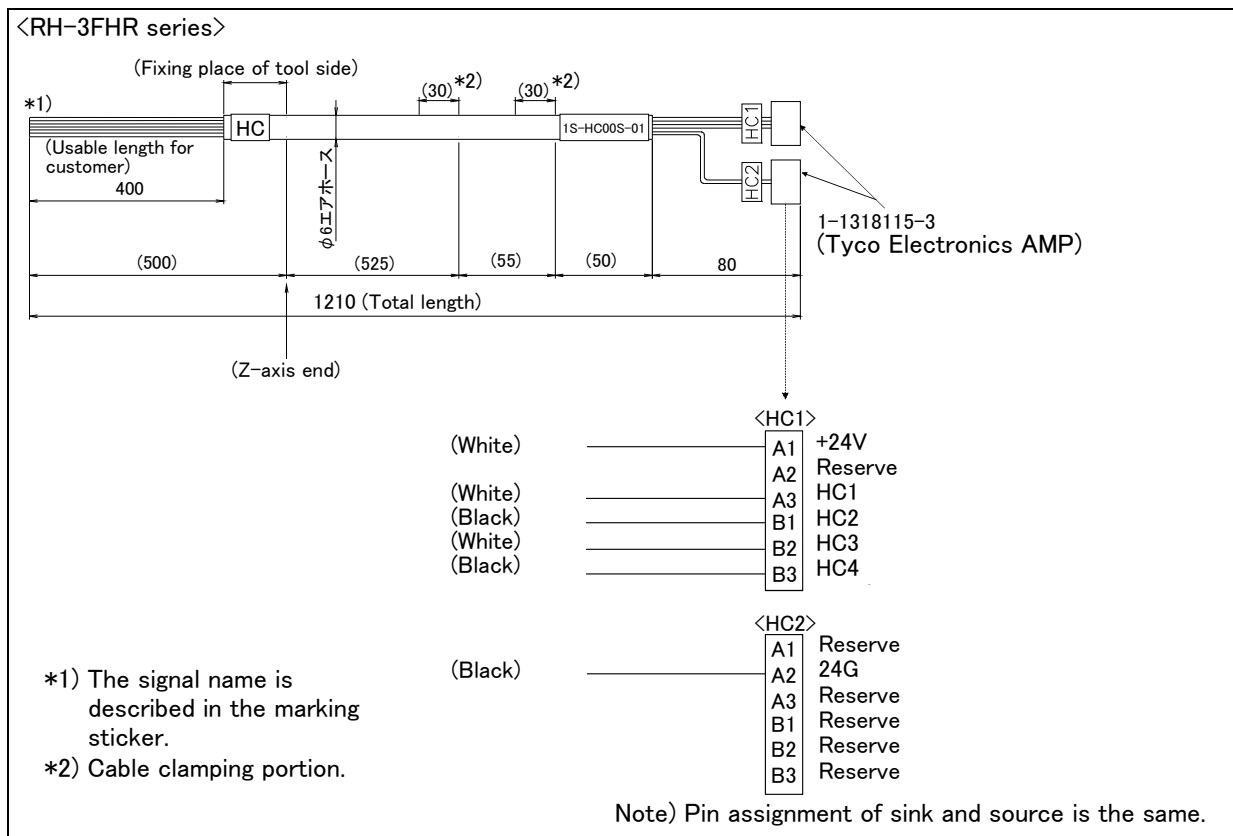 <RH-3FHR series>
(Fixing place of tool side)
*1)
(30)*2)
(30)*2)
HC
1S-HC00S-01
HC1
HC2
(Usable length for
customer)
400
φ6エアホース
1-1318115-3
(Tyco Electronics AMP)
(500)
(525)
(55)
(50)
80
1210 (Total length)
(Z-axis end)
<HC1>
(White) A1 +24V
A2 Reserve
(White) A3 HC1
(Black) B1 HC2
(White) B2 HC3
(Black) B3 HC4
<HC2>
A1 Reserve
(Black) A2 24G
A3 Reserve
B1 Reserve
B2 Reserve
B3 Reserve
*1) The signal name is
described in the marking
sticker.
*2) Cable clamping portion.
Note) Pin assignment of sink and source is the same.